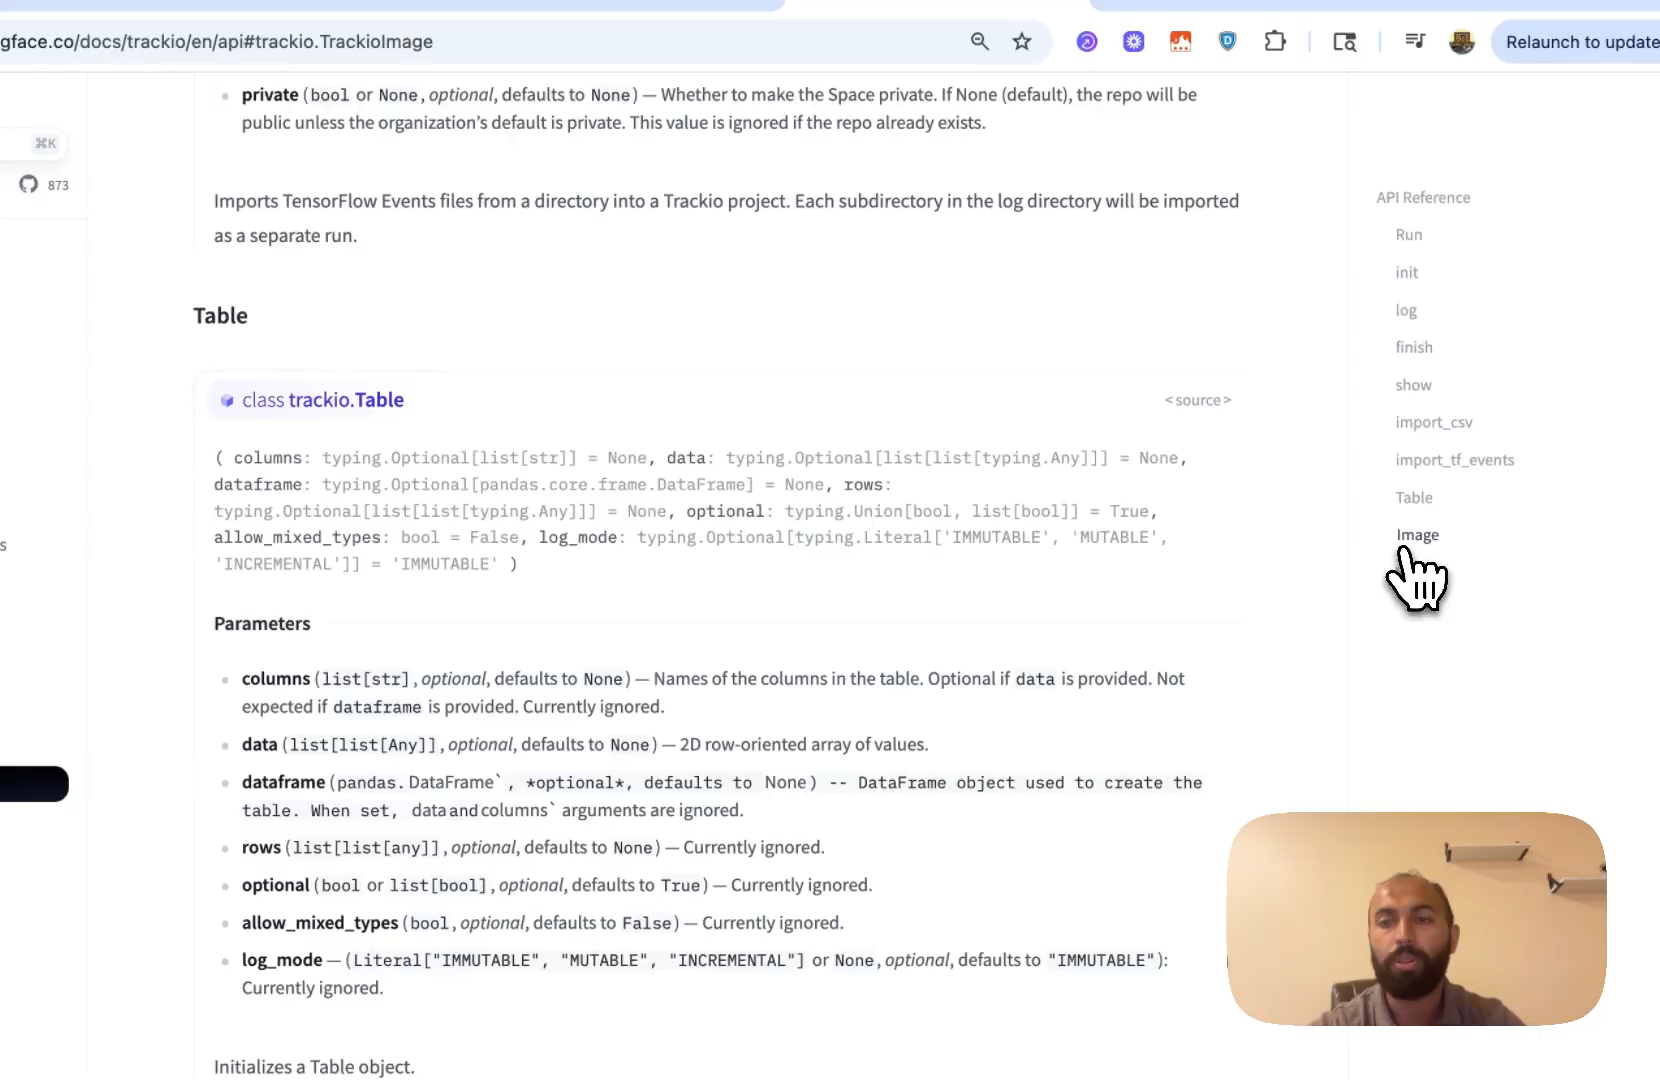 gface.co/docs/trackio/en/api#trackio.TrackioImage
Relaunch to update
⌘K
873
s
private (bool or None, optional, defaults to None) — Whether to make the Space private. If None (default), the repo will be
public unless the organization’s default is private. This value is ignored if the repo already exists.
Imports TensorFlow Events files from a directory into a Trackio project. Each subdirectory in the log directory will be imported
as a separate run.
Table
class trackio.Table
<source>
( columns: typing.Optional[list[str]] = None, data: typing.Optional[list[list[typing.Any]]] = None,
dataframe: typing.Optional[pandas.core.frame.DataFrame] = None, rows:
typing.Optional[list[list[typing.Any]]] = None, optional: typing.Union[bool, list[bool]] = True,
allow_mixed_types: bool = False, log_mode: typing.Optional[typing.Literal['IMMUTABLE', 'MUTABLE',
'INCREMENTAL']] = 'IMMUTABLE' )
Parameters
columns (list[str], optional, defaults to None) — Names of the columns in the table. Optional if data is provided. Not
expected if dataframe is provided. Currently ignored.
data (list[list[Any]], optional, defaults to None) — 2D row-oriented array of values.
dataframe (pandas.DataFrame`, *optional*, defaults to None) -- DataFrame object used to create the
table. When set, dataandcolumns` arguments are ignored.
rows (list[list[any]], optional, defaults to None) — Currently ignored.
optional (bool or list[bool], optional, defaults to True) — Currently ignored.
allow_mixed_types (bool, optional, defaults to False) — Currently ignored.
log_mode — (Literal["IMMUTABLE", "MUTABLE", "INCREMENTAL"] or None, optional, defaults to "IMMUTABLE"):
Currently ignored.
Initializes a Table object.
API Reference
Run
init
log
finish
show
import_csv
import_tf_events
Table
Image